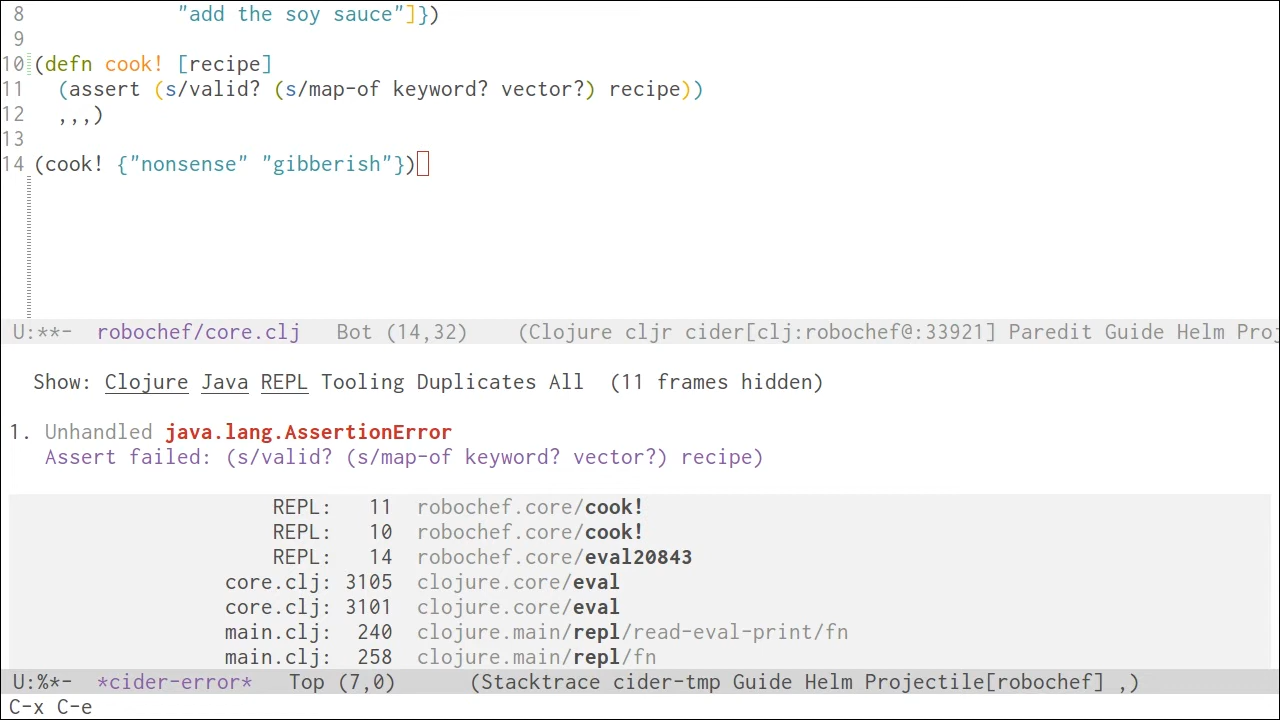 8            "add the soy sauce"]})
9
10 (defn cook! [recipe]
11   (assert (s/valid? (s/map-of keyword? vector?) recipe))
12   ,,,)
13
14 (cook! {"nonsense" "gibberish"})
U:**-  robochef/core.clj   Bot (14,32)    (Clojure cljr cider[clj:robochef@:33921] Paredit Guide Helm Proj
Show: Clojure Java REPL Tooling Duplicates All  (11 frames hidden)
1. Unhandled java.lang.AssertionError
Assert failed: (s/valid? (s/map-of keyword? vector?) recipe)
REPL:   11  robochef.core/cook!
REPL:   10  robochef.core/cook!
REPL:   14  robochef.core/eval20843
core.clj: 3105  clojure.core/eval
core.clj: 3101  clojure.core/eval
main.clj:  240  clojure.main/repl/read-eval-print/fn
main.clj:  258  clojure.main/repl/fn
U:%*-  *cider-error*   Top (7,0)      (Stacktrace cider-tmp Guide Helm Projectile[robochef] ,)
C-x C-e